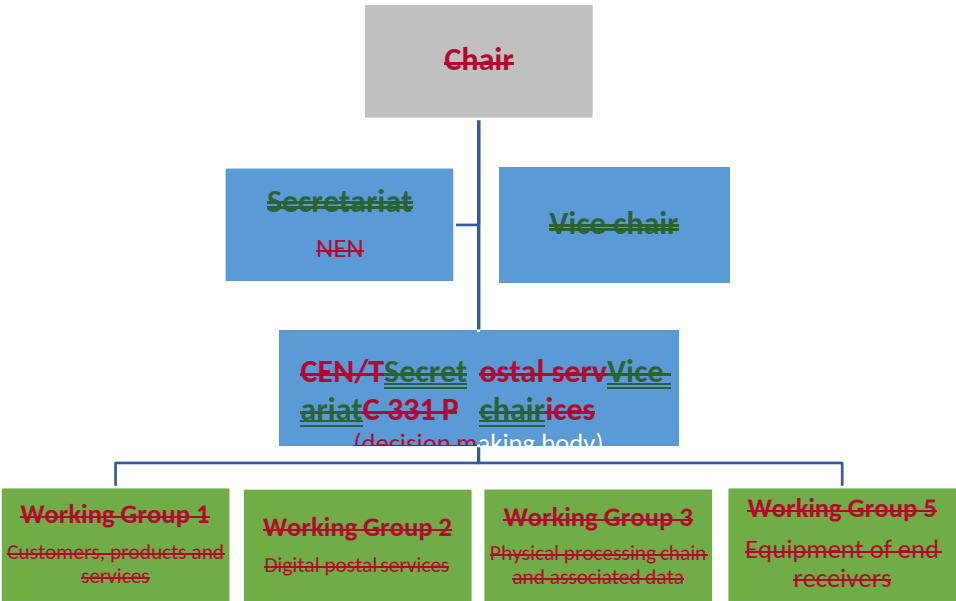 Chair
Secretariat
NEN
Vice-chair
CEN/TSecret ostal servVice
ariatC 331 P chairices
(decision making body)
Working Group 1
Customers, products and
services
Working Group 2
Digital postal services
Working Group 3
Physical processing chain
and associated data
Working Group 5
Equipment of end
receivers